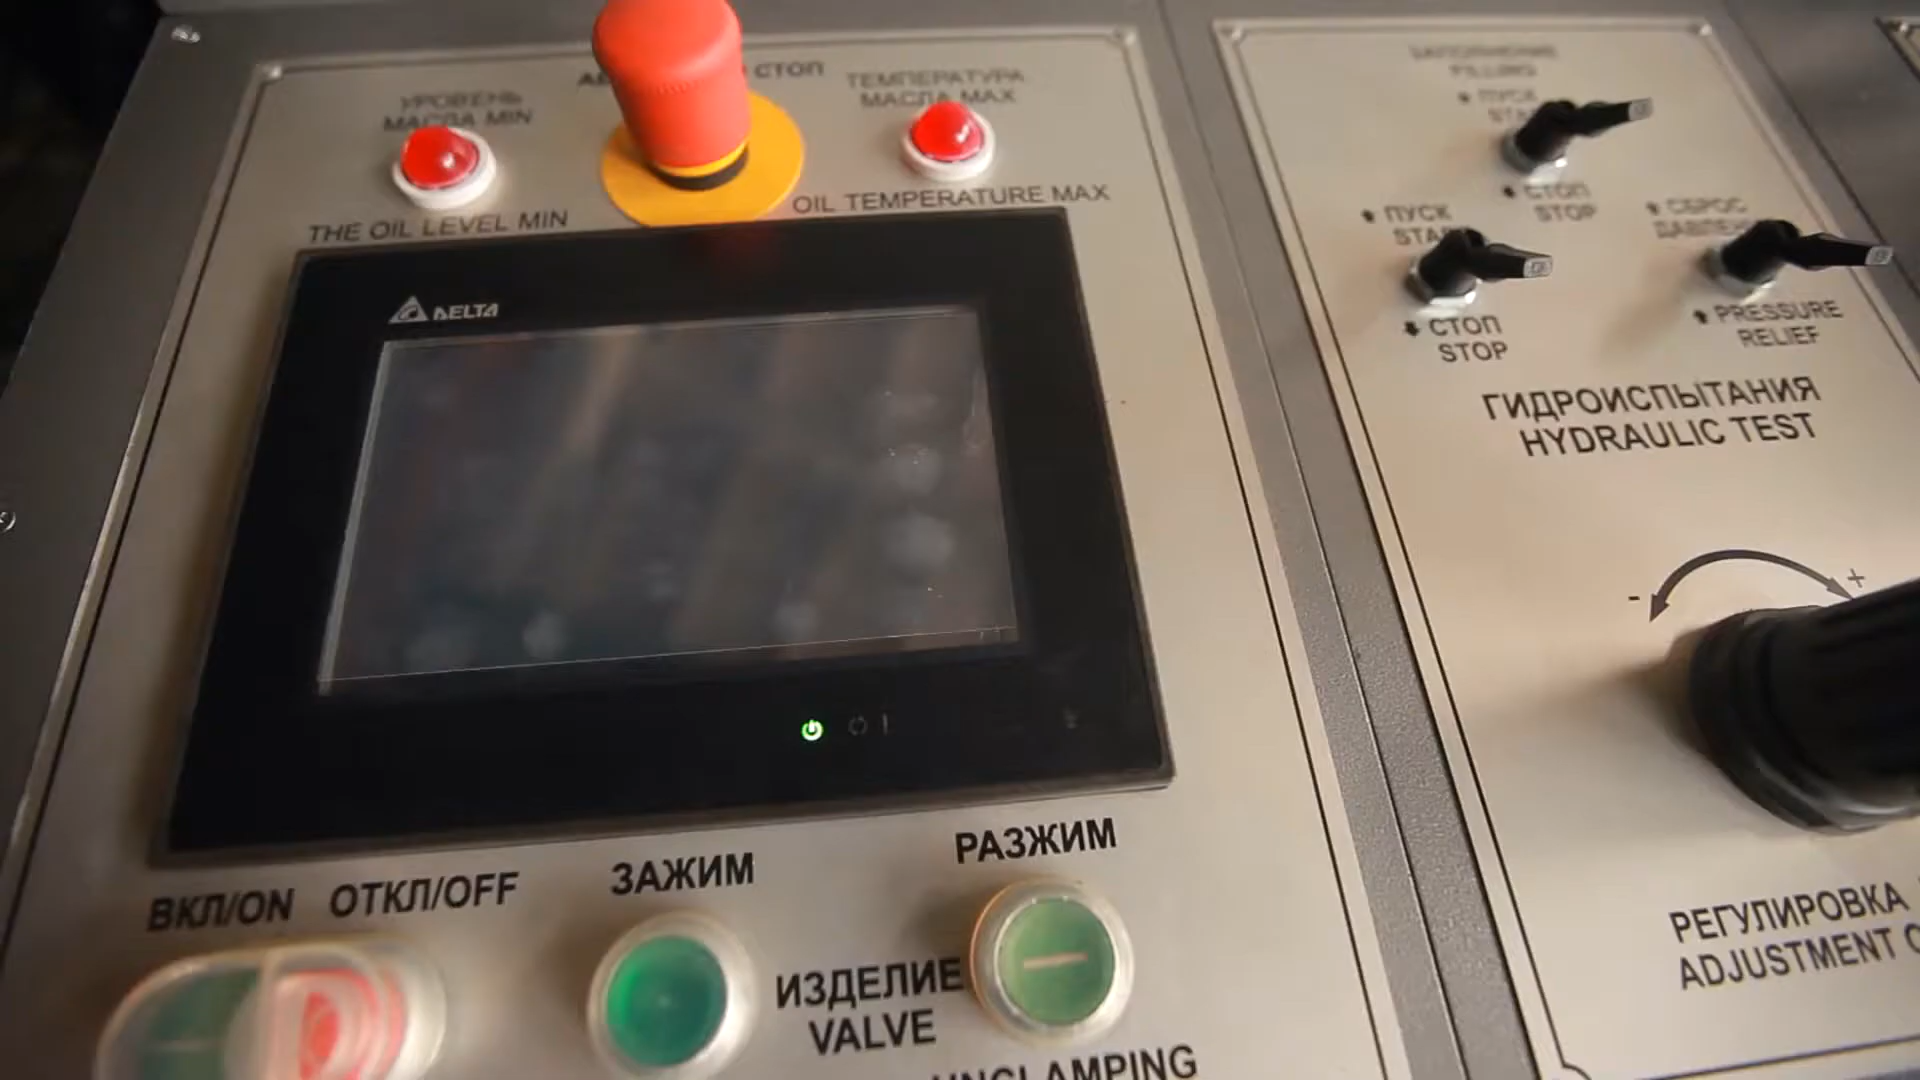 УРОВЕНЬ
МАСЛА MIN
THE OIL LEVEL MIN
СТОП
ТЕМПЕРАТУРА
МАСЛА MAX
OIL TEMPERATURE MAX
DELTA
ВКЛ/ON
ОТКЛ/OFF
ЗАЖИМ
РАЗЖИМ
ИЗДЕЛИЕ
VALVE
UNCLAMPING
FILLING
ПУСК
СТОП
STOP
ПУСК
START
СТОП
STOP
СБРОС
PRESSURE
RELIEF
ГИДРОИСПЫТАНИЯ
HYDRAULIC TEST
- +
РЕГУЛИРОВКА
ADJUSTMENT